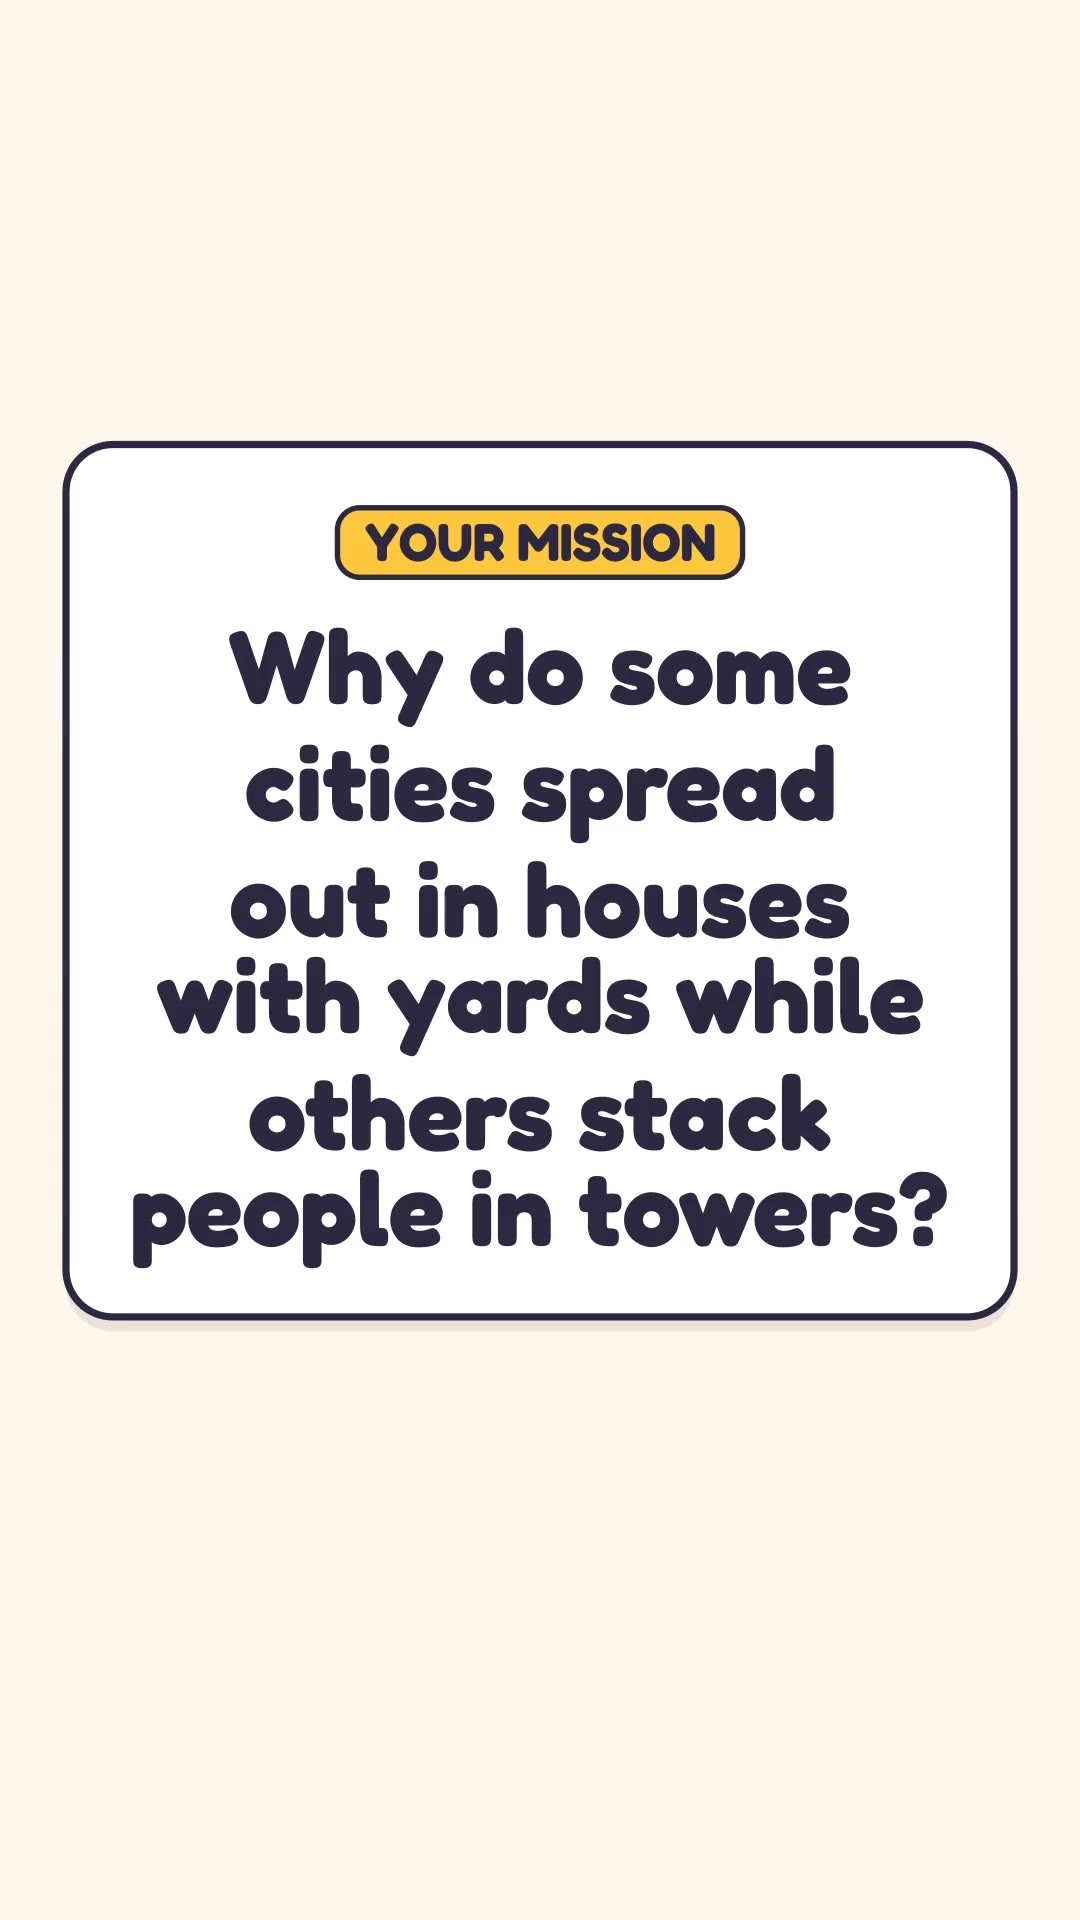 YOUR MISSION
Why do some
cities spread
out in houses
with yards while
others stack
people in towers?